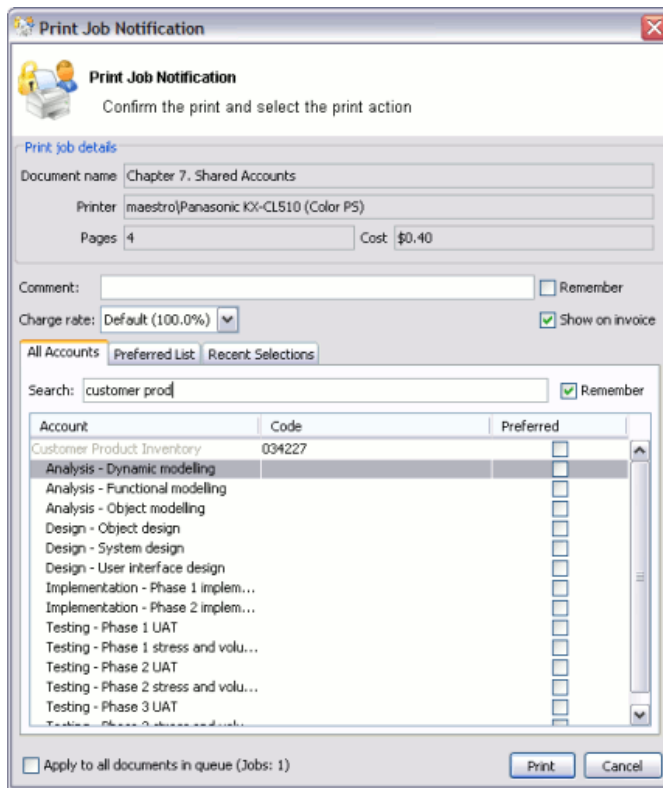 Print Job Notification
Print Job Notification
Confirm the print and select the print action
Print job details
Document name Chapter 7. Shared Accounts
Printer maestro\Panasonic KX-CL510 (Color PS)
Pages 4 Cost $0.40
Comment: Remember
Charge rate: Default (100.0%) Show on invoice
All Accounts Preferred List Recent Selections
Search: customer prod Remember
Account Code Preferred
Customer Product Inventory 034227
Analysis - Dynamic modelling
Analysis - Functional modelling
Analysis - Object modelling
Design - Object design
Design - System design
Design - User interface design
Implementation - Phase 1 implem...
Implementation - Phase 2 implem...
Testing - Phase 1 UAT
Testing - Phase 1 stress and volu...
Testing - Phase 2 UAT
Testing - Phase 2 stress and volu...
Testing - Phase 3 UAT
Apply to all documents in queue (Jobs: 1) Print Cancel